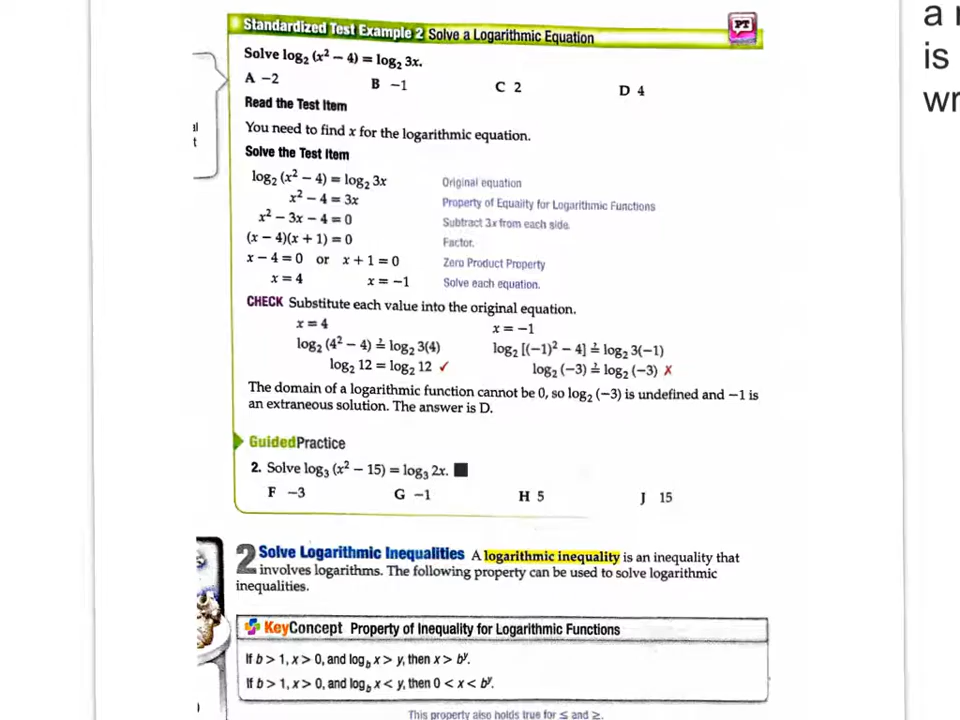 Standardized Test Example 2 Solve a Logarithmic Equation
PT
Solve log₂ (x² − 4) = log₂ 3x.
A −2 B −1 C 2 D 4
Read the Test Item
You need to find x for the logarithmic equation.
Solve the Test Item
log₂ (x² − 4) = log₂ 3x Original equation
x² − 4 = 3x Property of Equality for Logarithmic Functions
x² − 3x − 4 = 0 Subtract 3x from each side.
(x − 4)(x + 1) = 0 Factor.
x − 4 = 0 or x + 1 = 0 Zero Product Property
x = 4 x = −1 Solve each equation.
CHECK Substitute each value into the original equation.
x = 4 x = −1
log₂ (4² − 4) ≟ log₂ 3(4) log₂ [(−1)² − 4] ≟ log₂ 3(−1)
log₂ 12 = log₂ 12 ✓ log₂ (−3) ≟ log₂ (−3) ✗
The domain of a logarithmic function cannot be 0, so log₂ (−3) is undefined and −1 is
an extraneous solution. The answer is D.
GuidedPractice
2. Solve log₃ (x² − 15) = log₃ 2x.
F −3 G −1 H 5 J 15
2 Solve Logarithmic Inequalities A logarithmic inequality is an inequality that
involves logarithms. The following property can be used to solve logarithmic
inequalities.
KeyConcept Property of Inequality for Logarithmic Functions
If b > 1, x > 0, and log_b x > y, then x > bʸ.
If b > 1, x > 0, and log_b x < y, then 0 < x < bʸ.
This property also holds true for ≤ and ≥.
a
is
wr